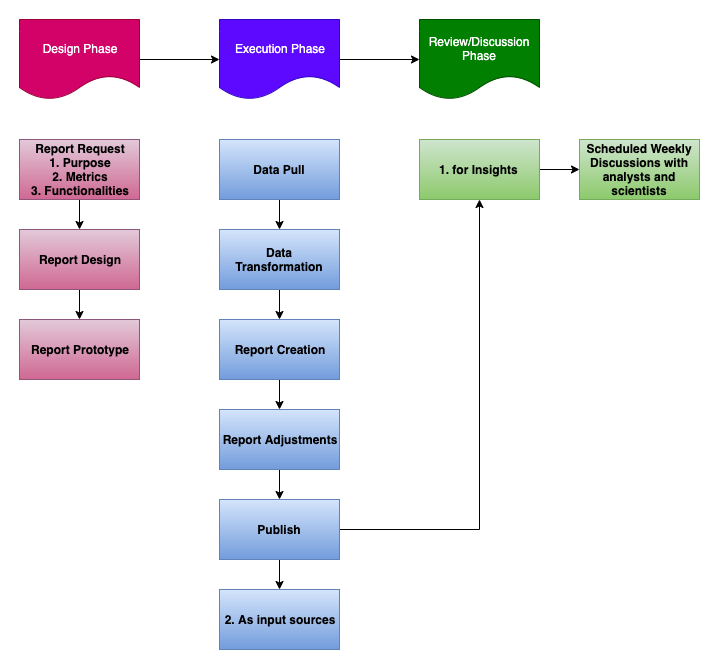 Design Phase
Execution Phase
Review/Discussion
Phase
Report Request
1. Purpose
2. Metrics
3. Functionalities
Report Design
Report Prototype
Data Pull
Data
Transformation
Report Creation
Report Adjustments
Publish
2. As input sources
1. for Insights
Scheduled Weekly
Discussions with
analysts and
scientists